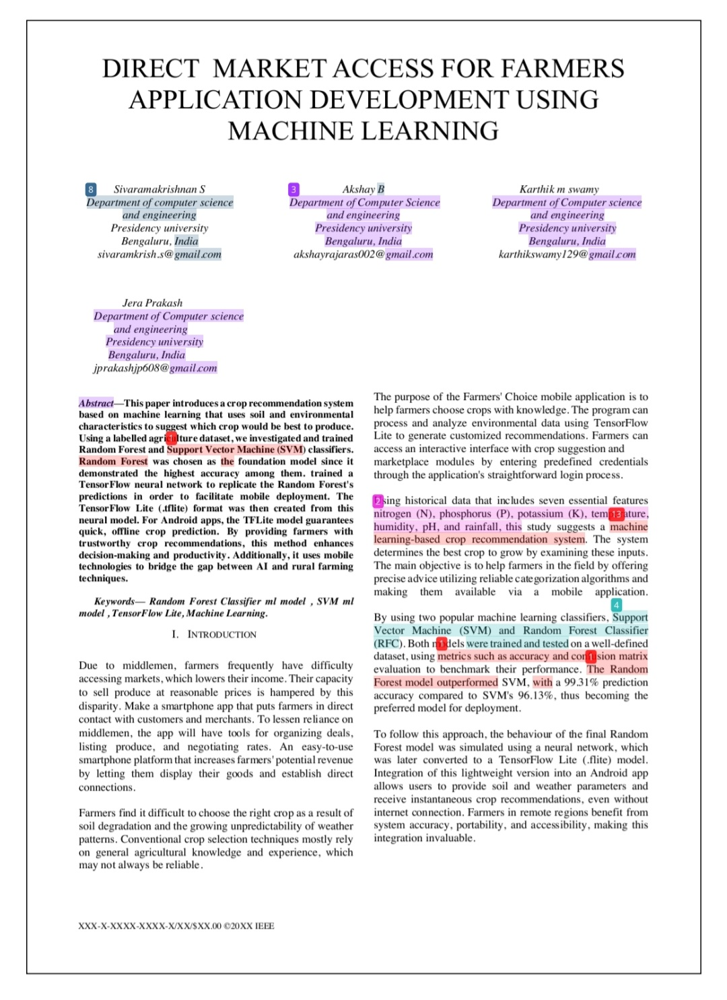 DIRECT MARKET ACCESS FOR FARMERS
APPLICATION DEVELOPMENT USING
MACHINE LEARNING
8 Sivaramakrishnan S
Department of computer science
and engineering
Presidency university
Bengaluru, India
sivaramkrish.s@gmail.com
3 Akshay B
Department of Computer Science
and engineering
Presidency university
Bengaluru, India
akshayrajaras002@gmail.com
Karthik m swamy
Department of Computer science
and engineering
Presidency university
Bengaluru, India
karthikswamy129@gmail.com
Jera Prakash
Department of Computer science
and engineering
Presidency university
Bengaluru, India
jprakashjp608@gmail.com
Abstract—This paper introduces a crop recommendation system
based on machine learning that uses soil and environmental
characteristics to suggest which crop would be best to produce.
Using a labelled agriculture dataset, we investigated and trained
1
Random Forest and Support Vector Machine (SVM) classifiers.
Random Forest was chosen as the foundation model since it
demonstrated the highest accuracy among them. trained a
TensorFlow neural network to replicate the Random Forest's
predictions in order to facilitate mobile deployment. The
TensorFlow Lite (.tflite) format was then created from this
neural model. For Android apps, the TFLite model guarantees
quick, offline crop prediction. By providing farmers with
trustworthy crop recommendations, this method enhances
decision-making and productivity. Additionally, it uses mobile
technologies to bridge the gap between AI and rural farming
techniques.
Keywords— Random Forest Classifier ml model , SVM ml
model , TensorFlow Lite, Machine Learning.
I. INTRODUCTION
Due to middlemen, farmers frequently have difficulty
accessing markets, which lowers their income. Their capacity
to sell produce at reasonable prices is hampered by this
disparity. Make a smartphone app that puts farmers in direct
contact with customers and merchants. To lessen reliance on
middlemen, the app will have tools for organizing deals,
listing produce, and negotiating rates. An easy-to-use
smartphone platform that increases farmers' potential revenue
by letting them display their goods and establish direct
connections.
Farmers find it difficult to choose the right crop as a result of
soil degradation and the growing unpredictability of weather
patterns. Conventional crop selection techniques mostly rely
on general agricultural knowledge and experience, which
may not always be reliable.
The purpose of the Farmers' Choice mobile application is to
help farmers choose crops with knowledge. The program can
process and analyze environmental data using TensorFlow
Lite to generate customized recommendations. Farmers can
access an interactive interface with crop suggestion and
marketplace modules by entering predefined credentials
through the application's straightforward login process.
2
Using historical data that includes seven essential features
nitrogen (N), phosphorus (P), potassium (K), temperature,
13
humidity, pH, and rainfall, this study suggests a machine
learning-based crop recommendation system. The system
determines the best crop to grow by examining these inputs.
The main objective is to help farmers in the field by offering
precise advice utilizing reliable categorization algorithms and
making them available via a mobile application.
4
By using two popular machine learning classifiers, Support
Vector Machine (SVM) and Random Forest Classifier
(RFC). Both models were trained and tested on a well-defined
1
dataset, using metrics such as accuracy and confusion matrix
1
evaluation to benchmark their performance. The Random
Forest model outperformed SVM, with a 99.31% prediction
accuracy compared to SVM's 96.13%, thus becoming the
preferred model for deployment.
To follow this approach, the behaviour of the final Random
Forest model was simulated using a neural network, which
was later converted to a TensorFlow Lite (.flite) model.
Integration of this lightweight version into an Android app
allows users to provide soil and weather parameters and
receive instantaneous crop recommendations, even without
internet connection. Farmers in remote regions benefit from
system accuracy, portability, and accessibility, making this
integration invaluable.
XXX-X-XXXX-XXXX-X/XX/$XX.00 ©20XX IEEE